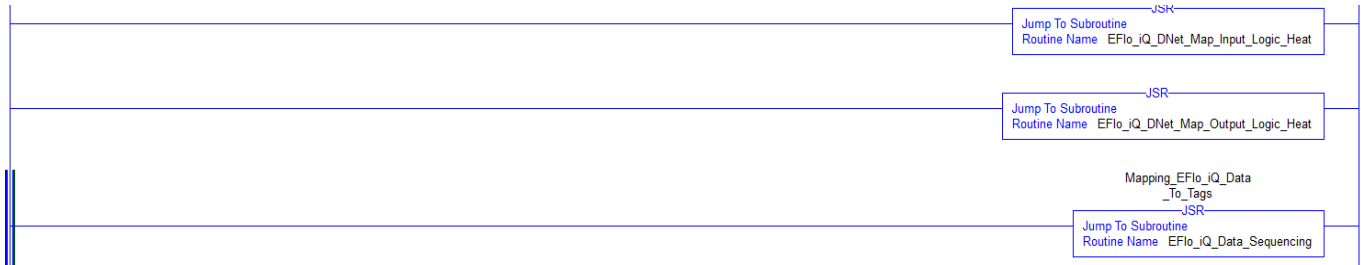 JSR
Jump To Subroutine
Routine Name EFlo_iQ_DNet_Map_Input_Logic_Heat
JSR
Jump To Subroutine
Routine Name EFlo_iQ_DNet_Map_Output_Logic_Heat
Mapping_EFlo_iQ_Data
_To_Tags
JSR
Jump To Subroutine
Routine Name EFlo_iQ_Data_Sequencing